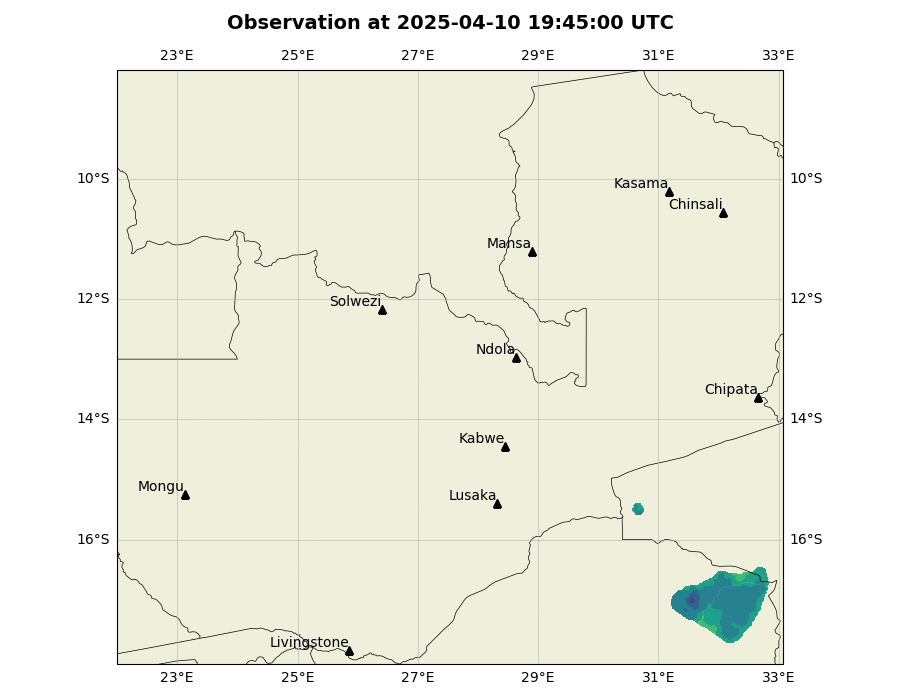 Observation at 2025-04-10 19:45:00 UTC
23°E 25°E 27°E 29°E 31°E 33°E
10°S 10°S
Kasama
Chinsali
Mansa
12°S 12°S
Solwezi
Ndola
Chipata
14°S 14°S
Kabwe
Mongu
Lusaka
16°S 16°S
Livingstone
23°E 25°E 27°E 29°E 31°E 33°E